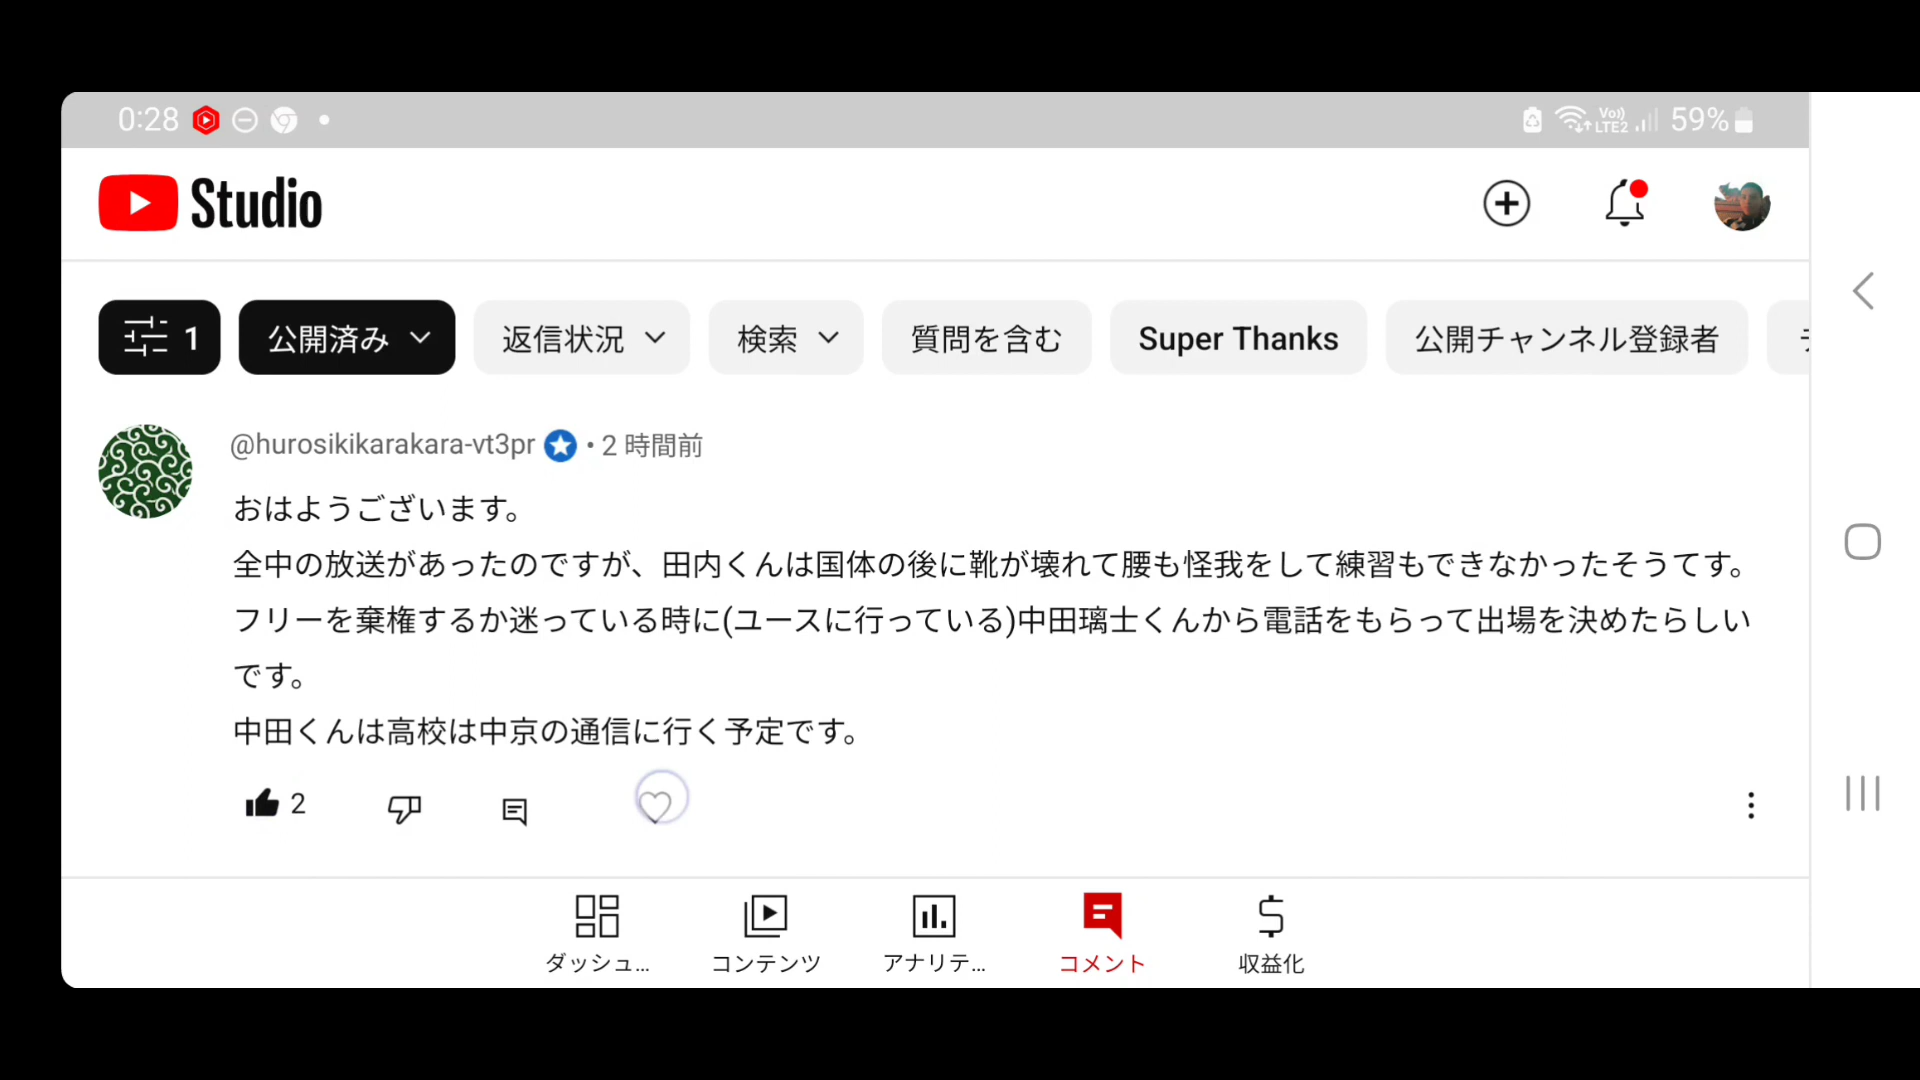 0:28 Vo)) LTE2 59%
Studio
1 公開済み 返信状況 検索 質問を含む Super Thanks 公開チャンネル登録者
@hurosikikarakara-vt3pr • 2 時間前
おはようございます。
全中の放送があったのですが、田内くんは国体の後に靴が壊れて腰も怪我をして練習もできなかったそうてす。
フリーを棄権するか迷っている時に(ユースに行っている)中田璃士くんから電話をもらって出場を決めたらしい
です。
中田くんは高校は中京の通信に行く予定です。
2
ダッシュ... コンテンツ アナリテ... コメント 収益化